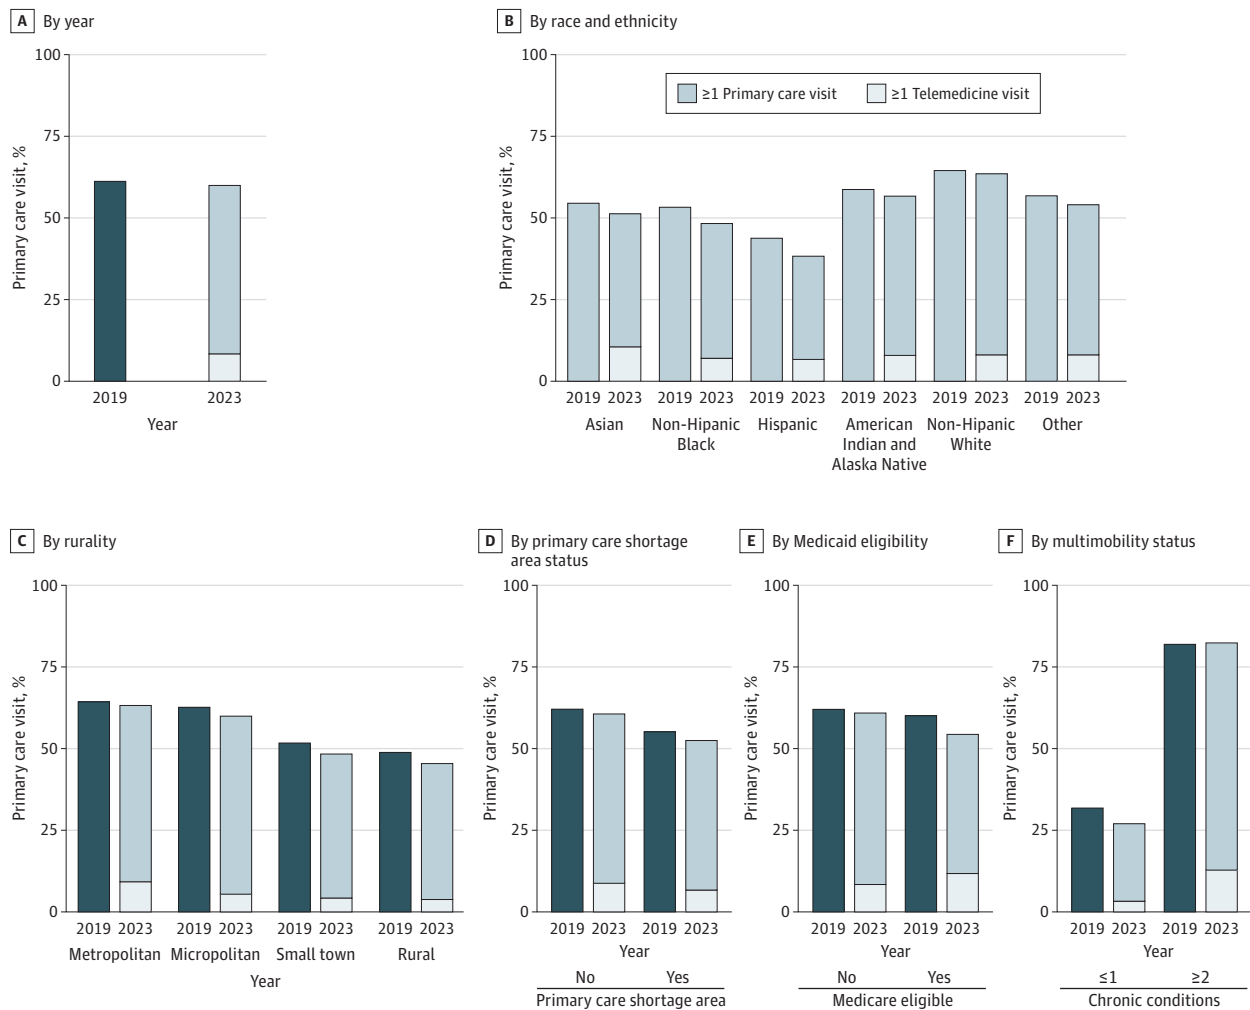 A By year
100
75
50
25
0
Primary care visit, %
2019 2023
Year
B By race and ethnicity
100
75
50
25
0
Primary care visit, %
≥1 Primary care visit ≥1 Telemedicine visit
2019 2023 2019 2023 2019 2023 2019 2023 2019 2023 2019 2023
Asian Non-Hipanic Hispanic American Non-Hipanic Other
Black Indian and White
Alaska Native
C By rurality
100
75
50
25
0
Primary care visit, %
2019 2023 2019 2023 2019 2023 2019 2023
Metropolitan Micropolitan Small town Rural
Year
D By primary care shortage
area status
100
75
50
25
0
Primary care visit, %
2019 2023 2019 2023
Year
No Yes
Primary care shortage area
E By Medicaid eligibility
100
75
50
25
0
Primary care visit, %
2019 2023 2019 2023
Year
No Yes
Medicare eligible
F By multimobility status
100
75
50
25
0
Primary care visit, %
2019 2023 2019 2023
Year
≤1 ≥2
Chronic conditions